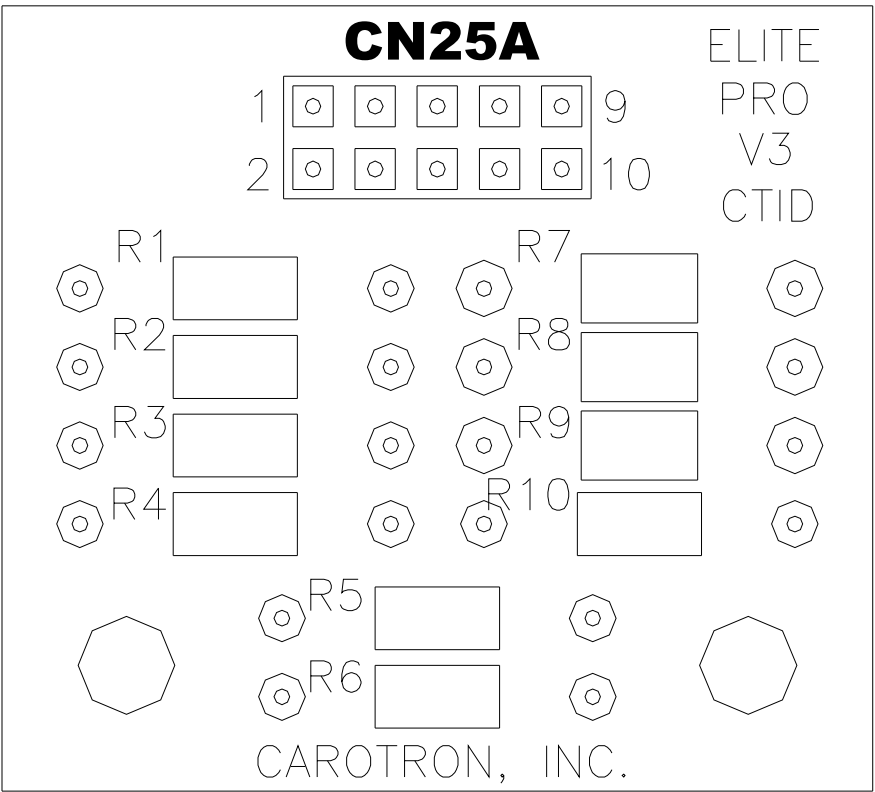 CN25A
ELITE
PRO
V3
CTID
1 9
2 10
R1 R7
R2 R8
R3 R9
R4 R10
R5
R6
CAROTRON, INC.